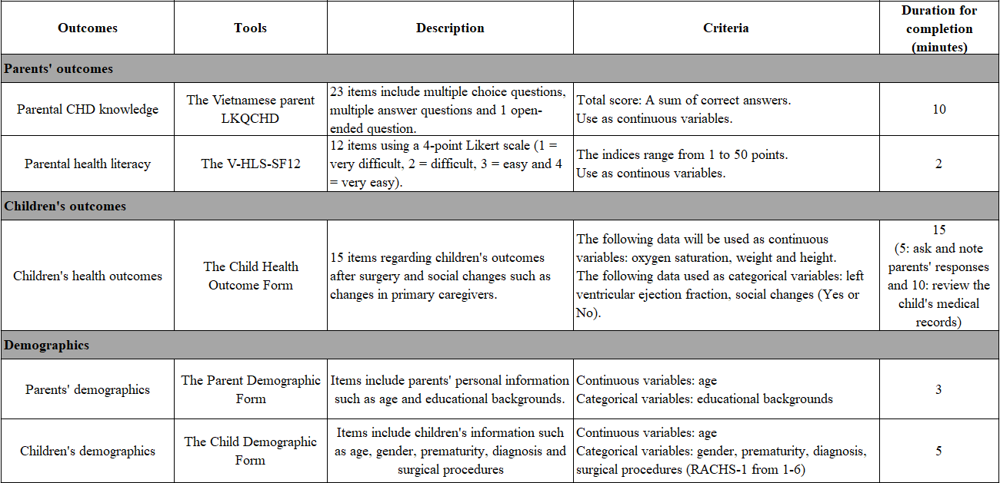 Outcomes
Tools
Description
Criteria
Duration for
completion
(minutes)
Parents' outcomes
Parental CHD knowledge
The Vietnamese parent
LKQCHD
23 items include multiple choice questions,
multiple answer questions and 1 open-
ended question.
Total score: A sum of correct answers.
Use as continuous variables.
10
Parental health literacy
The V-HLS-SF12
12 items using a 4-point Likert scale (1 =
very difficult, 2 = difficult, 3 = easy and 4
= very easy).
The indices range from 1 to 50 points.
Use as continous variables.
2
Children's outcomes
Children's health outcomes
The Child Health
Outcome Form
15 items regarding children's outcomes
after surgery and social changes such as
changes in primary caregivers.
The following data will be used as continuous
variables: oxygen saturation, weight and height.
The following data used as categorical variables: left
ventricular ejection fraction, social changes (Yes or
No).
15
(5: ask and note
parents' responses
and 10: review the
child's medical
records)
Demographics
Parents' demographics
The Parent Demographic
Form
Items include parents' personal information
such as age and educational backgrounds.
Continuous variables: age
Categorical variables: educational backgrounds
3
Children's demographics
The Child Demographic
Form
Items include children's information such
as age, gender, prematurity, diagnosis and
surgical procedures
Continuous variables: age
Categorical variables: gender, prematurity, diagnosis,
surgical procedures (RACHS-1 from 1-6)
5